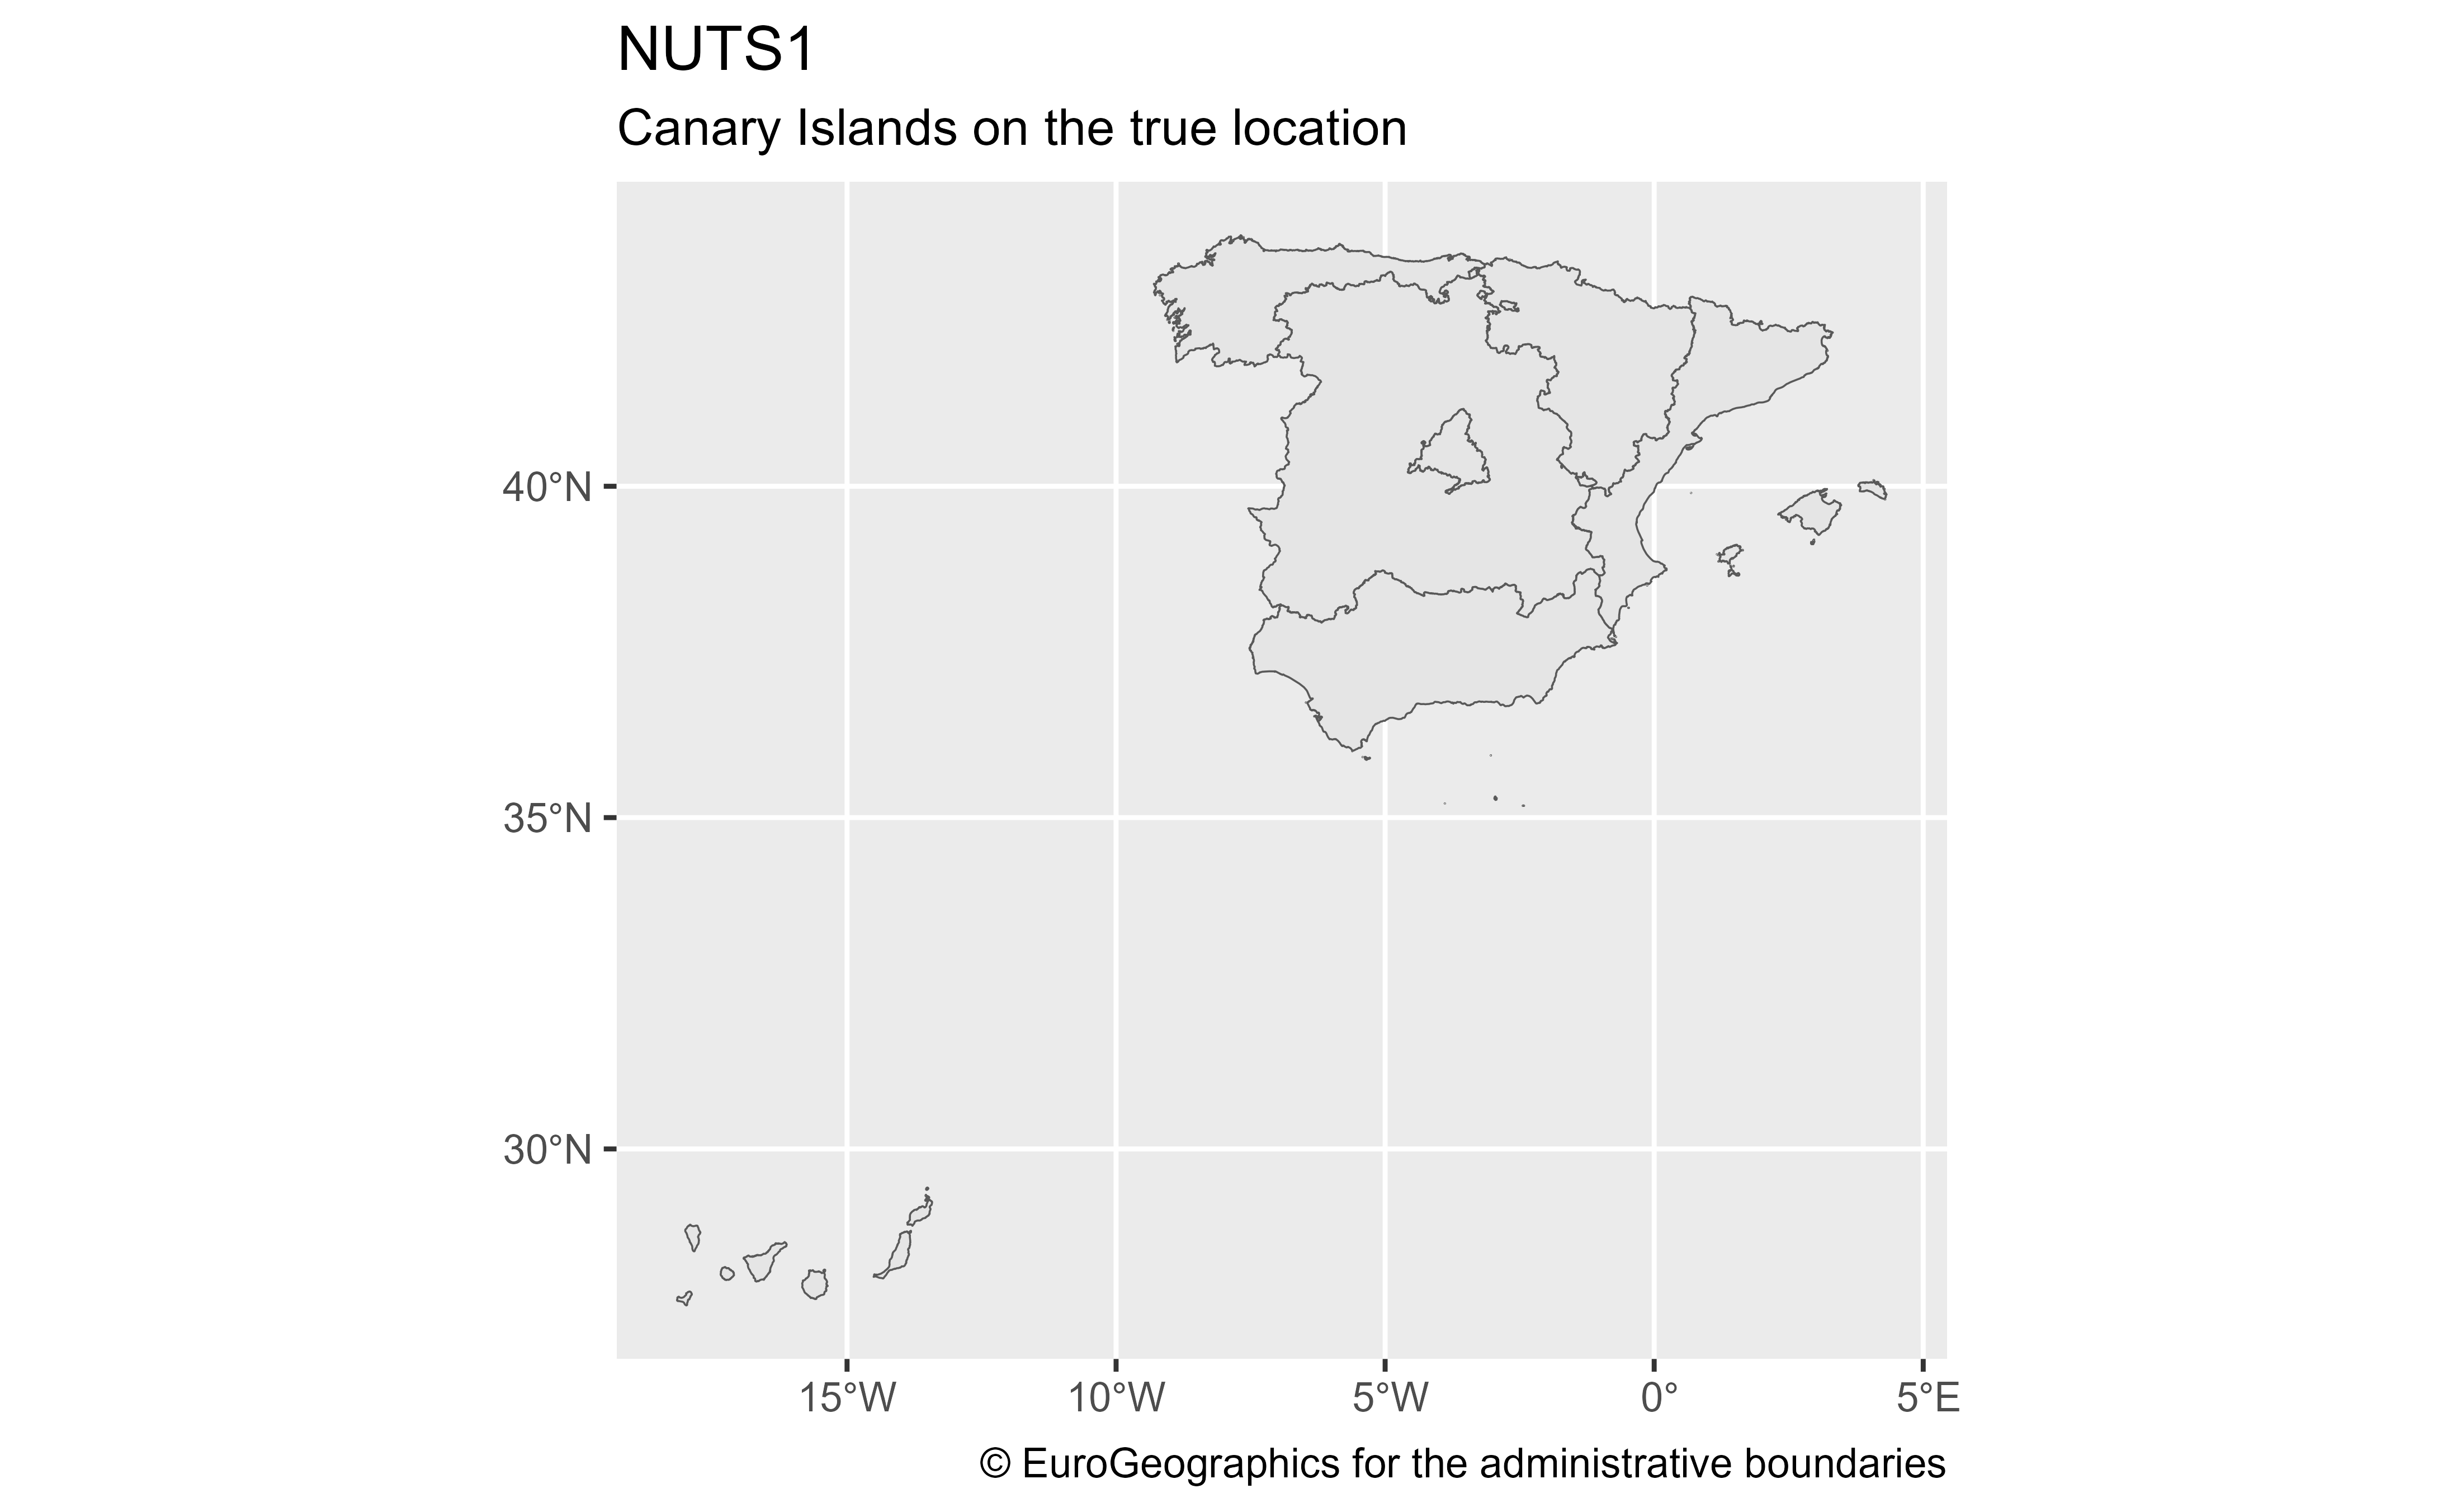 NUTS1
Canary Islands on the true location
40°N
35°N
30°N
15°W
10°W
5°W
0°
5°E
© EuroGeographics for the administrative boundaries